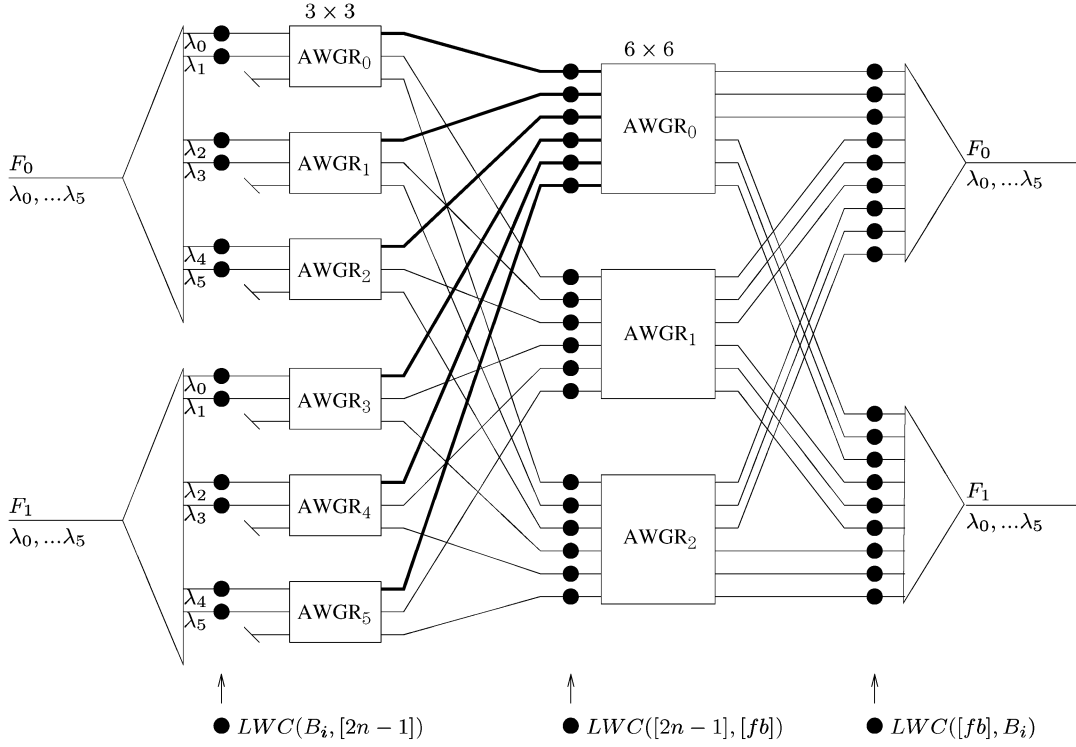 3 × 3
6 × 6
F₀
λ₀, ...λ₅
λ₀
λ₁
λ₂
λ₃
λ₄
λ₅
AWGR₀
AWGR₁
AWGR₂
F₁
λ₀, ...λ₅
λ₀
λ₁
λ₂
λ₃
λ₄
λ₅
AWGR₃
AWGR₄
AWGR₅
AWGR₀
AWGR₁
AWGR₂
F₀
λ₀, ...λ₅
F₁
λ₀, ...λ₅
LWC(Bᵢ, [2n − 1])
LWC([2n − 1], [fb])
LWC([fb], Bᵢ)